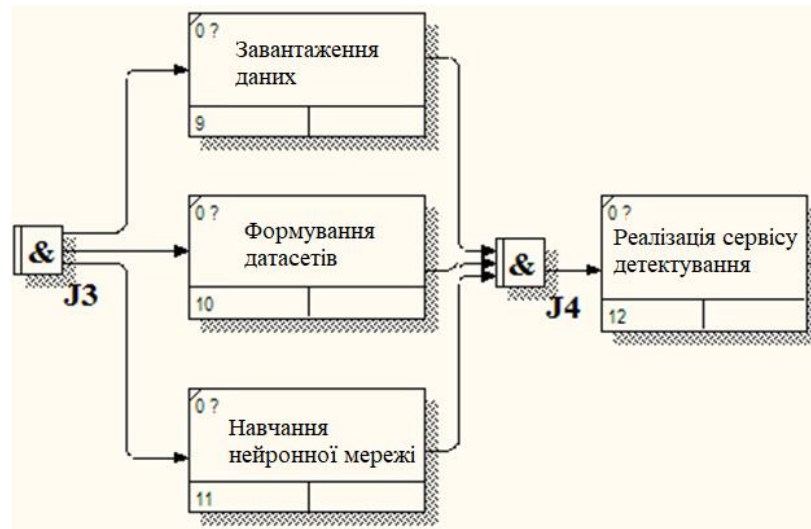 0 ?
Завантаження
даних
9
&
J3
0 ?
Формування
датасетів
10
&
J4
0 ?
Реалізація сервісу
детектування
12
0 ?
Навчання
нейронної мережі
11